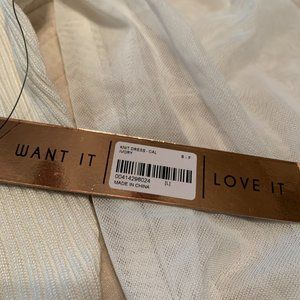 WANT IT
KNIT DRESS - CAL
IVORY
S - F
00414296024
[L]
MADE IN CHINA
LOVE IT